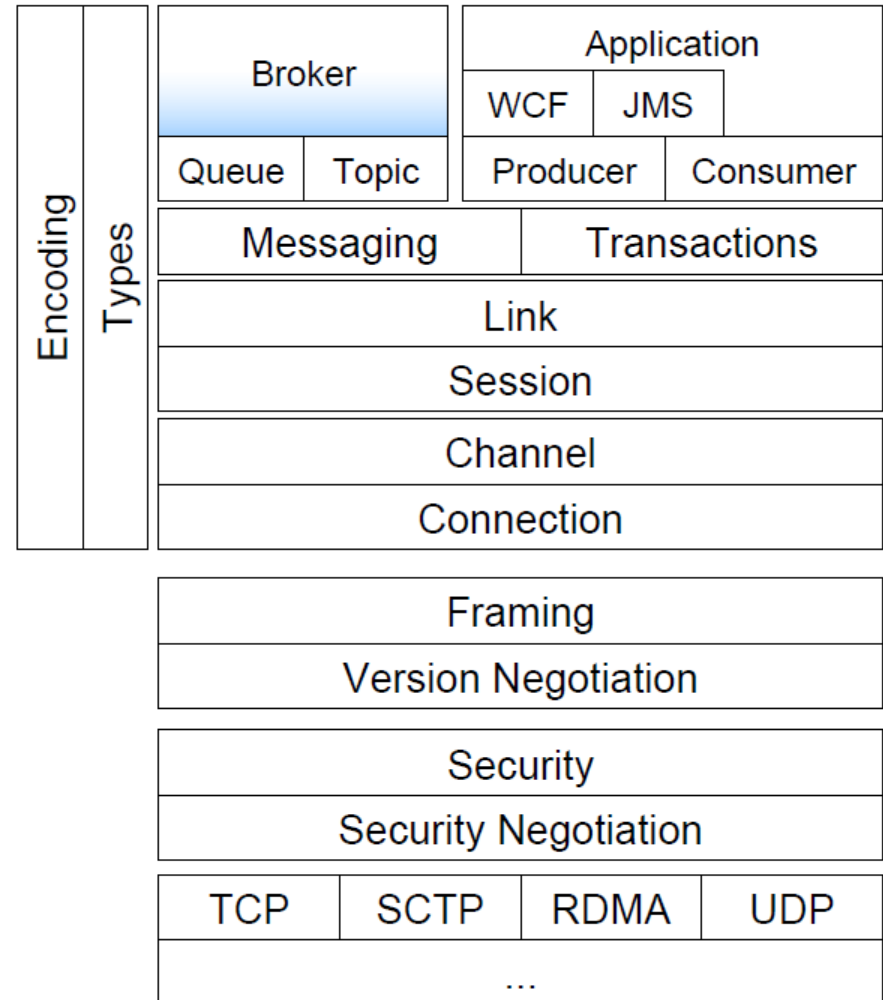 Encoding
Types
Broker
Queue
Topic
Application
WCF
JMS
Producer
Consumer
Messaging
Transactions
Link
Session
Channel
Connection
Framing
Version Negotiation
Security
Security Negotiation
TCP
SCTP
RDMA
UDP
...